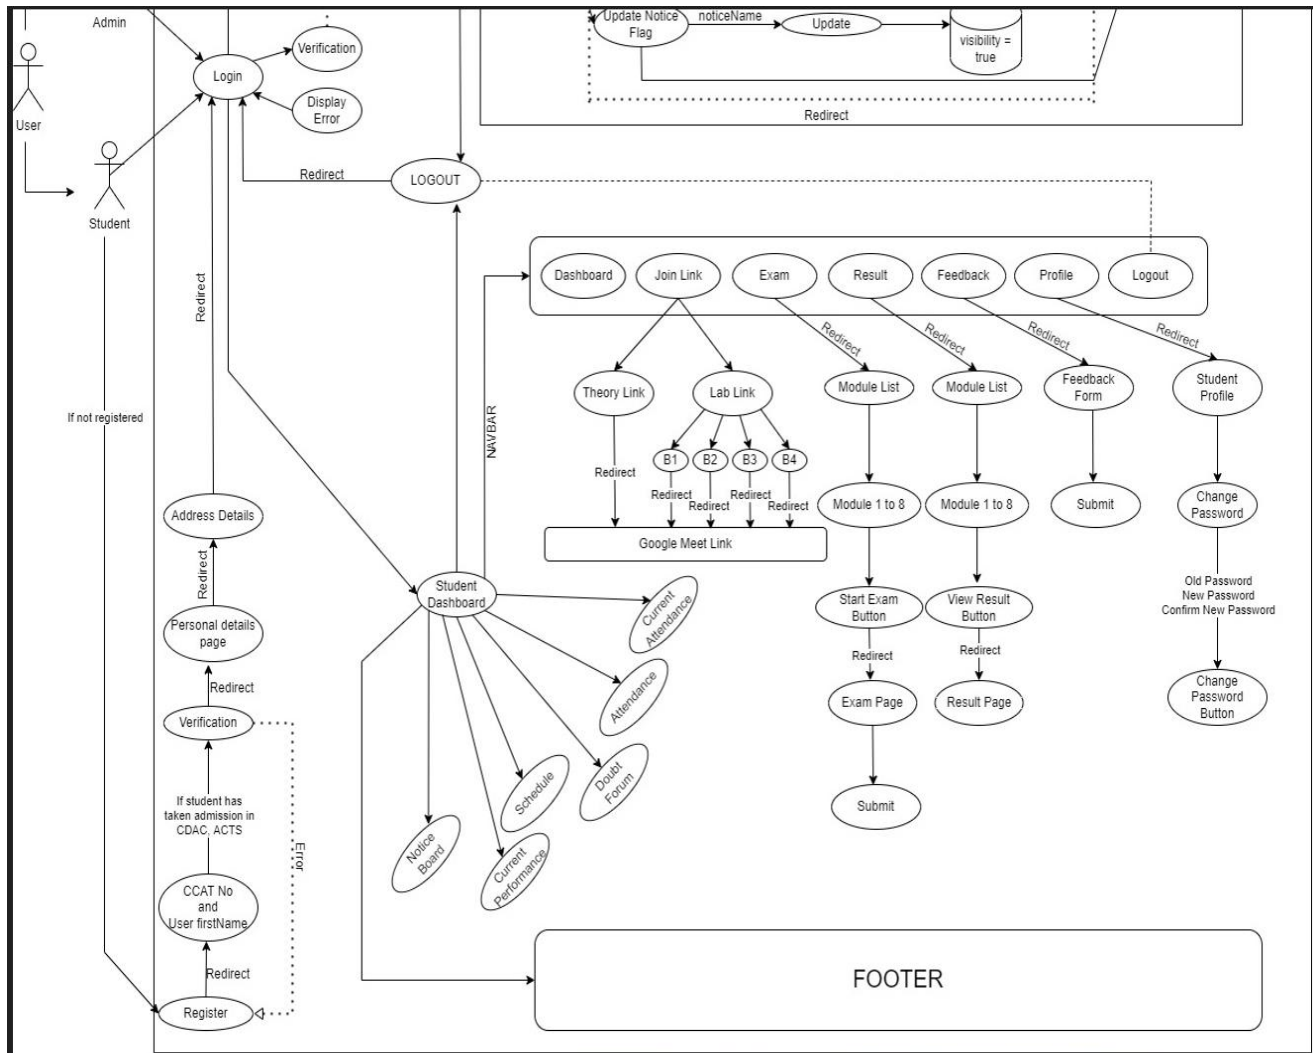 Admin
Update Notice
Flag
noticeName
Update
visibility =
true
Verification
Login
Display
Error
User
Redirect
Student
Redirect
LOGOUT
Dashboard
Join Link
Exam
Result
Feedback
Profile
Logout
Redirect
Redirect
Redirect
Redirect
Redirect
Theory Link
Lab Link
Module List
Module List
Feedback
Form
Student
Profile
If not registered
NAVBAR
B1
B2
B3
B4
Redirect
Redirect
Redirect
Redirect
Redirect
Address Details
Module 1 to 8
Module 1 to 8
Submit
Change
Password
Google Meet Link
Redirect
Student
Dashboard
Current
Attendance
Start Exam
Button
View Result
Button
Old Password
New Password
Confirm New Password
Personal details
page
Redirect
Redirect
Redirect
Attendance
Exam Page
Result Page
Change
Password
Button
Verification
Schedule
Doubt
Forum
Submit
If student has
taken admission in
CDAC, ACTS
Error
Notice
Board
Current
Performance
CCAT No
and
User firstName
Redirect
FOOTER
Register